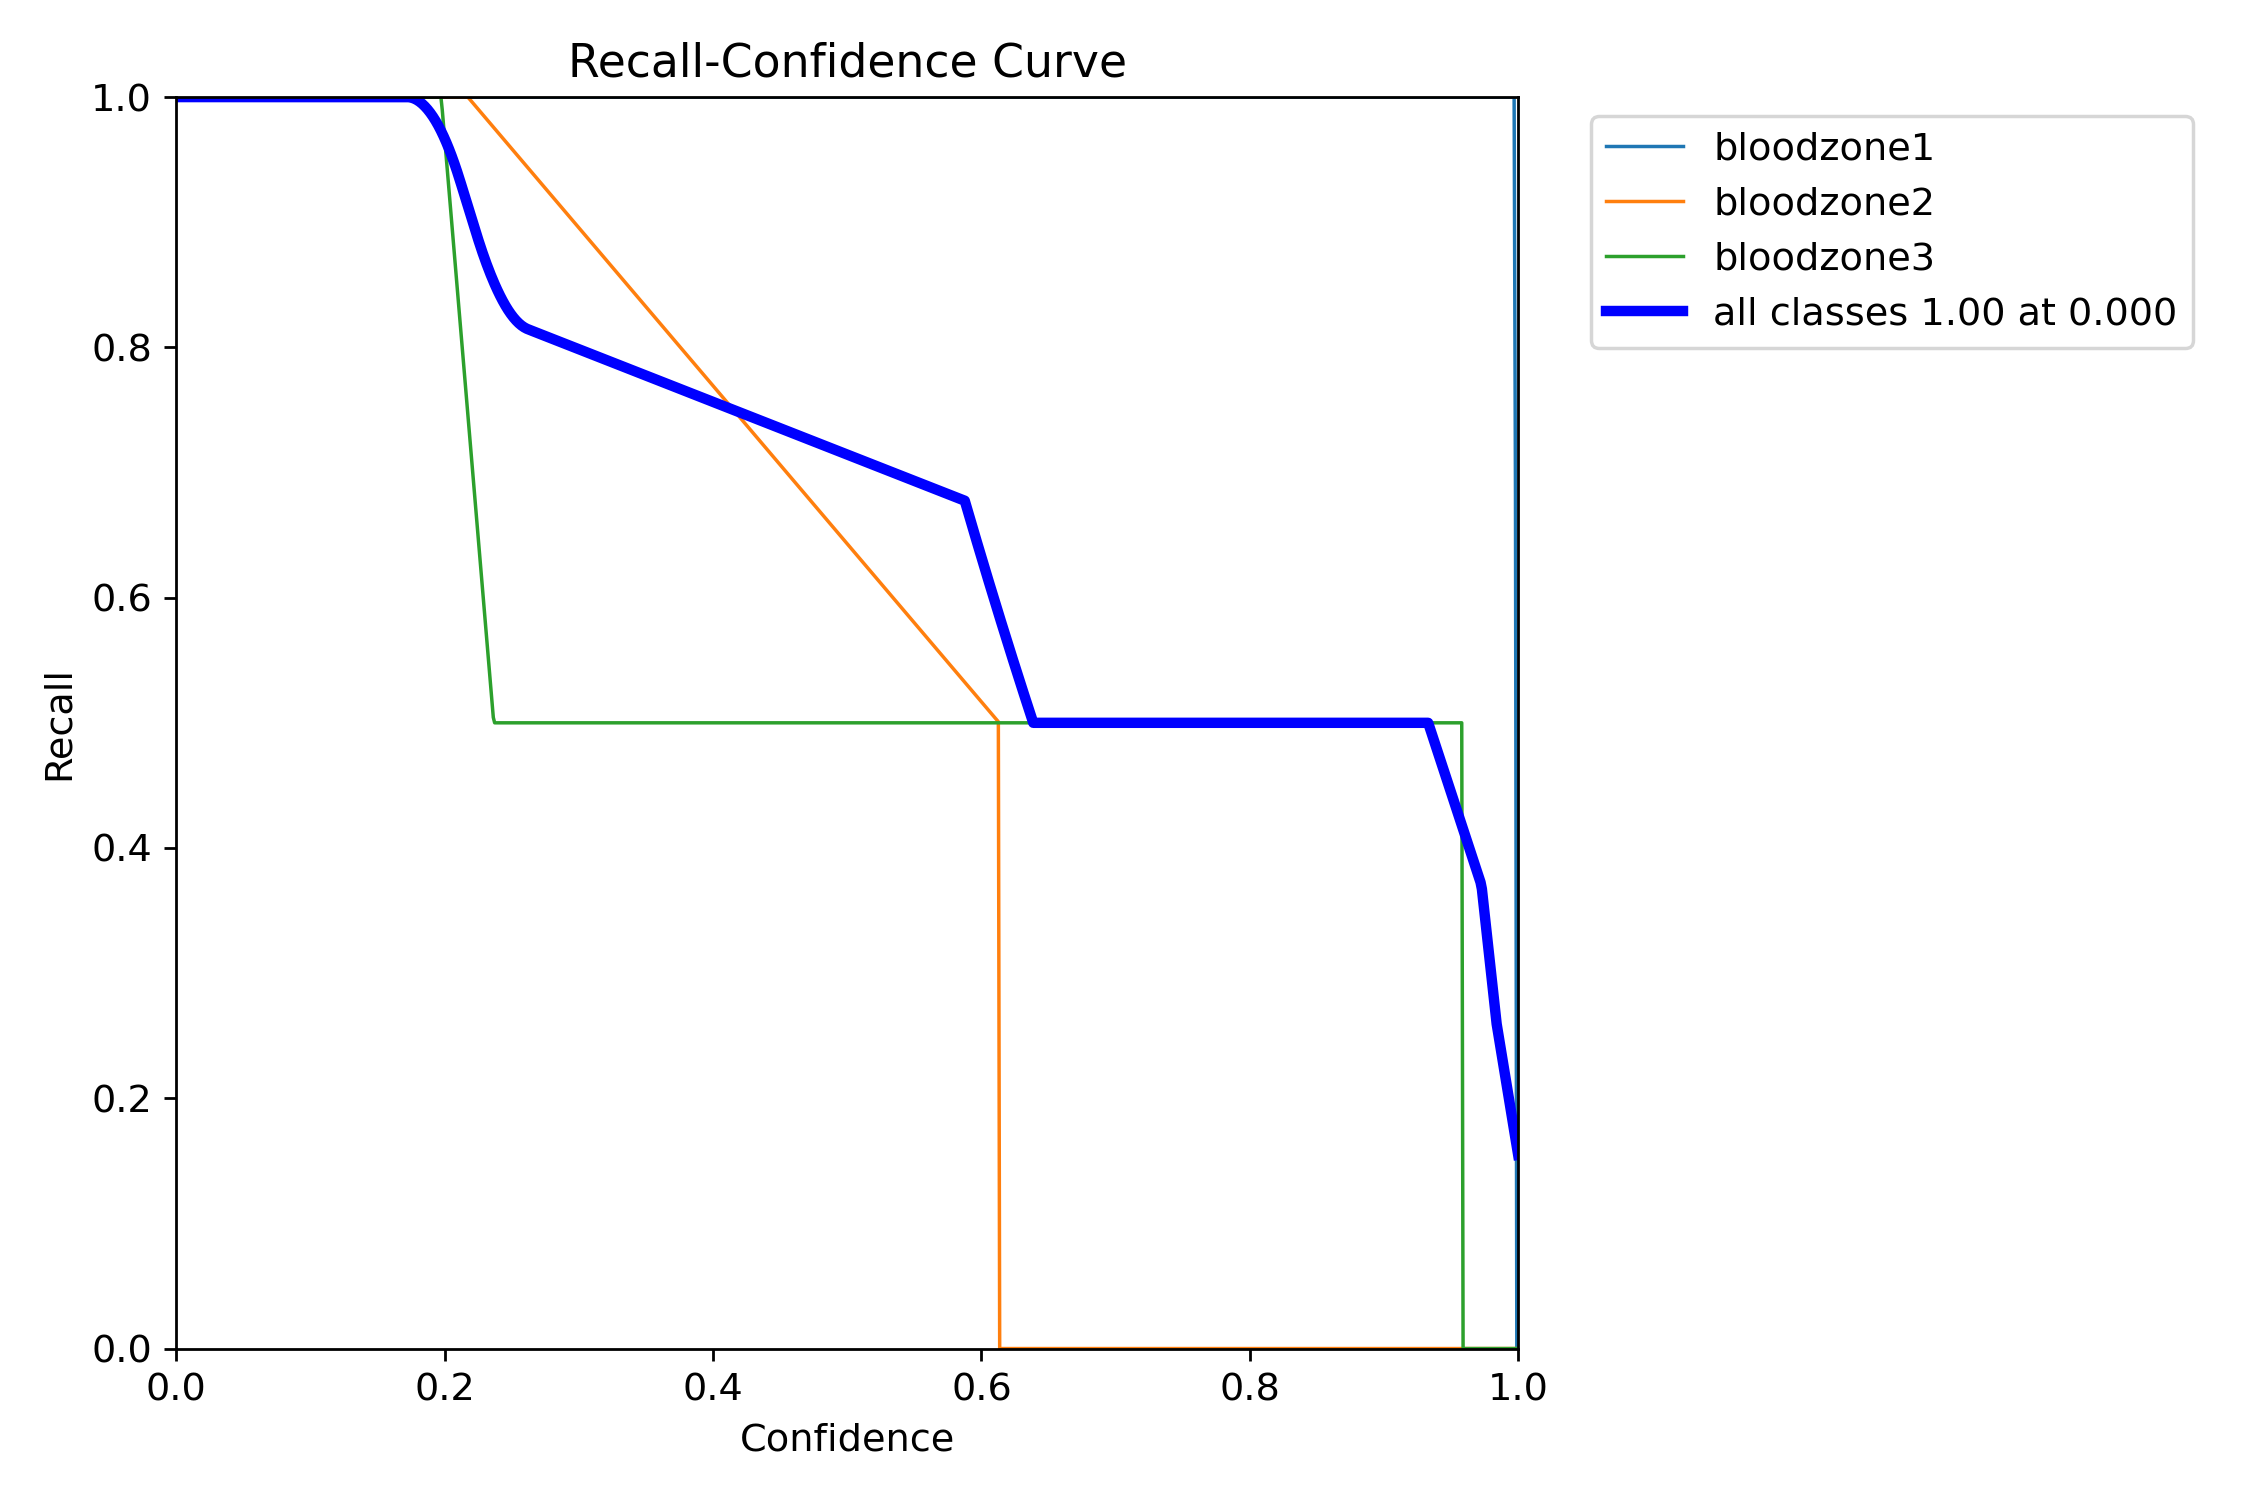 Recall-Confidence Curve
1.0
0.8
0.6
0.4
0.2
0.0
Recall
0.0 0.2 0.4 0.6 0.8 1.0
Confidence
bloodzone1
bloodzone2
bloodzone3
all classes 1.00 at 0.000